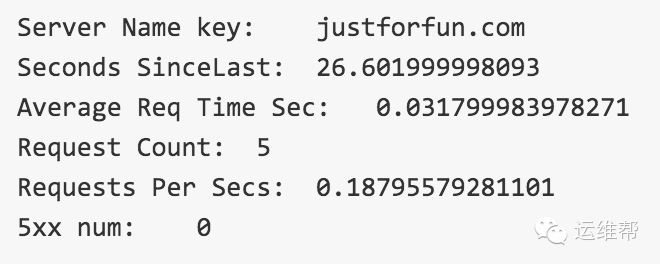 Server Name key:    justforfun.com
Seconds SinceLast:  26.601999998093
Average Req Time Sec:   0.031799983978271
Request Count:  5
Requests Per Secs:  0.18795579281101
5xx num:    0
运维帮